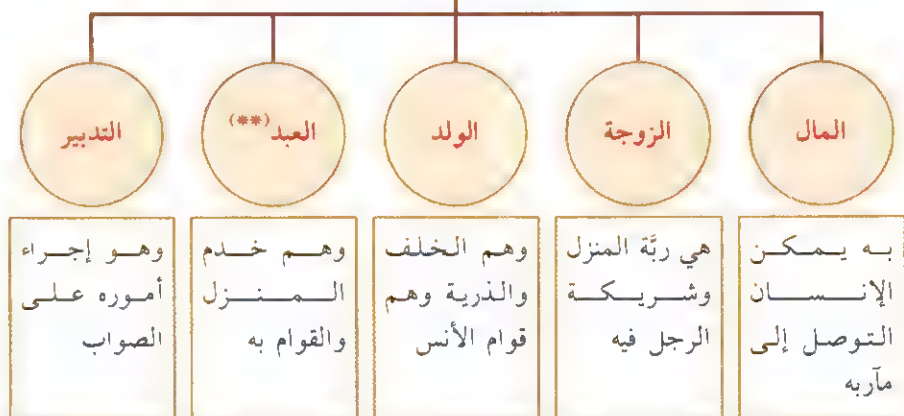 المال
الزوجة
الولد
العبد(**)
التدبير
به يمكن
الإنسان
التوصل إلى
مآربه
هي ربَّة المنزل
وشريكة
الرجل فيه
وهم الخلف
والذرية وهم
قوام الأنس
وهم خدم
المنزل
والقوام به
وهو إجراء
أموره على
الصواب